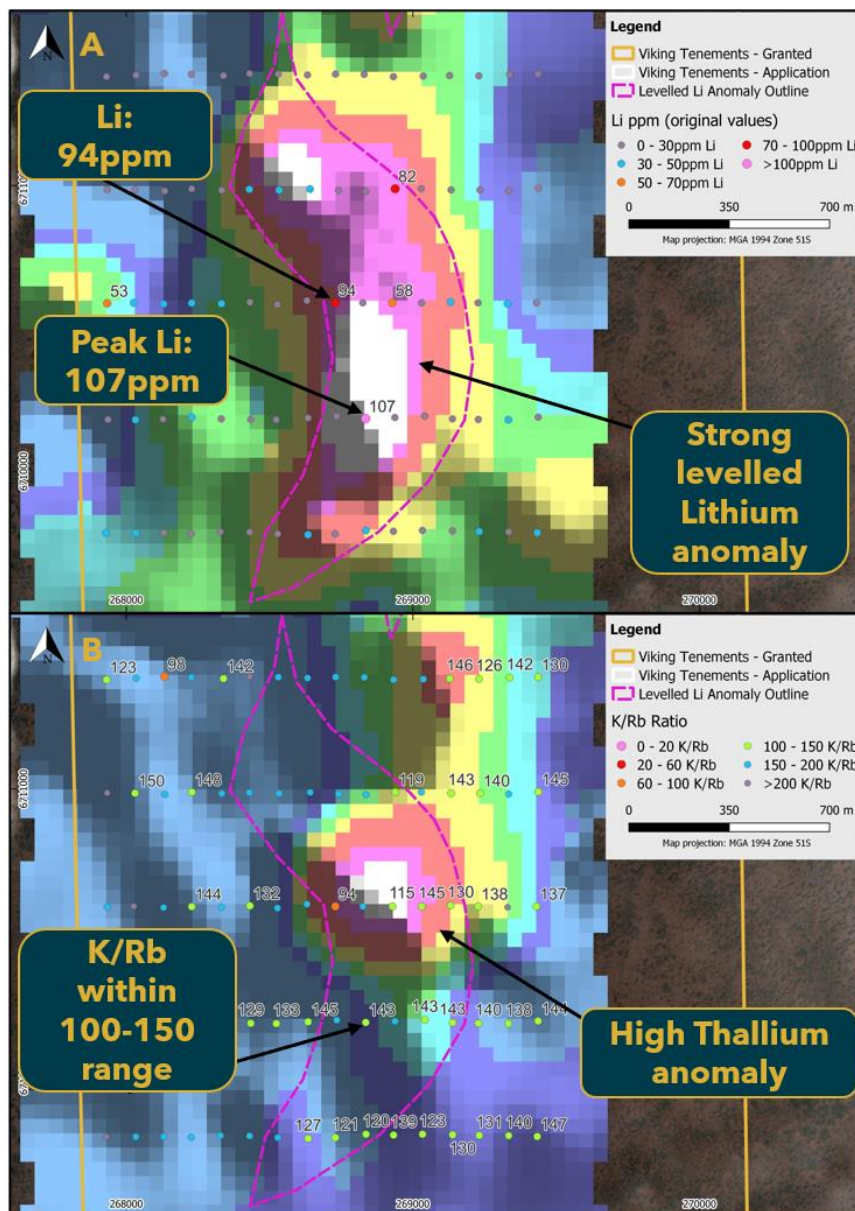 A
N
Li:
94ppm
Peak Li:
107ppm
Strong
levelled
Lithium
anomaly
82
53
94
58
107
6711000
6710000
268000
269000
270000
Legend
Viking Tenements - Granted
Viking Tenements - Application
Levelled Li Anomaly Outline
Li ppm (original values)
0 - 30ppm Li
70 - 100ppm Li
30 - 50ppm Li
>100ppm Li
50 - 70ppm Li
0 350 700 m
Map projection: MGA 1994 Zone 51S
B
N
123 98 142 146 126 142 130
6711000
150 148 119 143 140 145
144 132 94 115 145 130 138 137
129 133 145 143 143 143 140 138 144
127 121 120 139 123 130 131 140 147
K/Rb
within
100-150
range
High Thallium
anomaly
268000
269000
270000
Legend
Viking Tenements - Granted
Viking Tenements - Application
Levelled Li Anomaly Outline
K/Rb Ratio
0 - 20 K/Rb
100 - 150 K/Rb
20 - 60 K/Rb
150 - 200 K/Rb
60 - 100 K/Rb
>200 K/Rb
0 350 700 m
Map projection: MGA 1994 Zone 51S